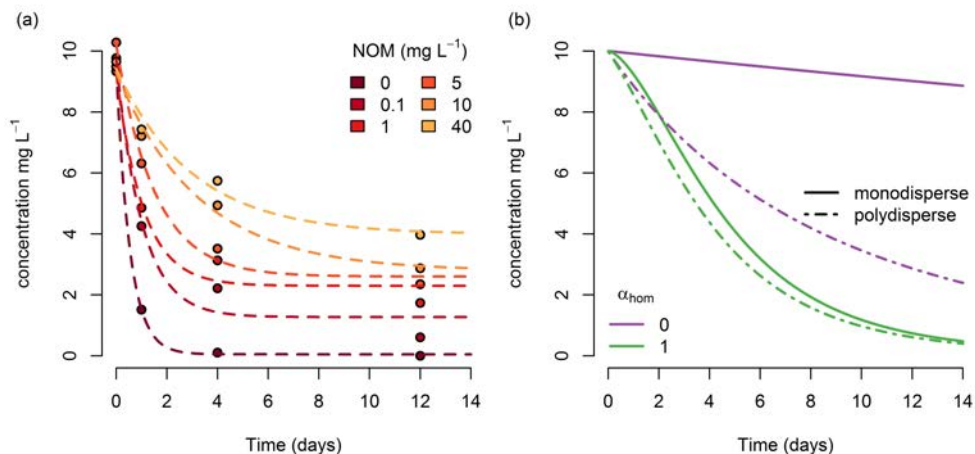 (a)
NOM (mg L⁻¹)
0 5
0.1 10
1 40
concentration mg L⁻¹
10
8
6
4
2
0
0 2 4 6 8 10 12 14
Time (days)
(b)
monodisperse
polydisperse
αhom
0
1
concentration mg L⁻¹
10
8
6
4
2
0
0 2 4 6 8 10 12 14
Time (days)